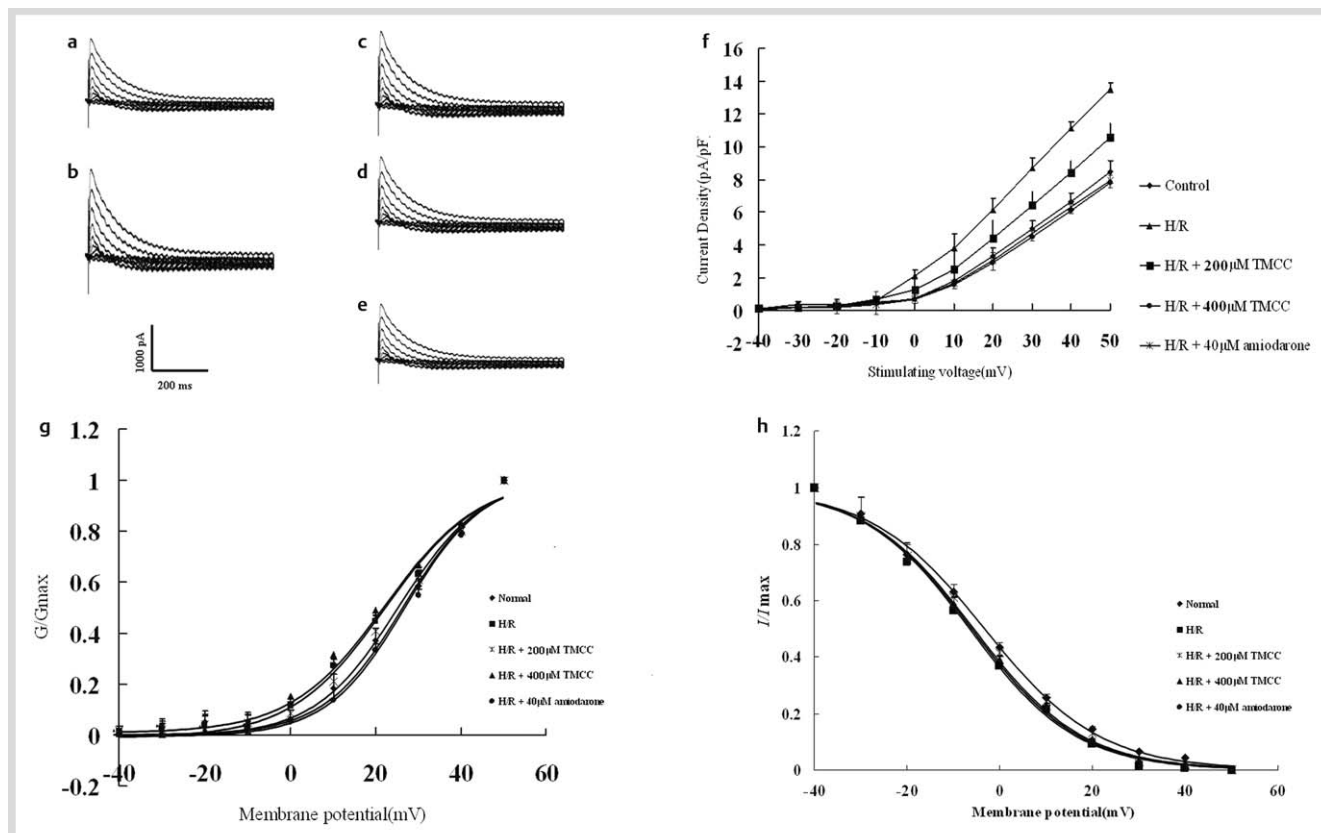 a
b
1000 pA
200 ms
c
d
e
f
16
14
12
10
8
6
4
2
0
-2
Current Density(pA/pF.
-40 -30 -20 -10 0 10 20 30 40 50
Stimulating voltage(mV)
Control
H/R
H/R + 200µM TMCC
H/R + 400µM TMCC
H/R + 40µM amiodarone
g
1.2
1
0.8
0.6
0.4
0.2
0
-0.2
G/Gmax
-40 -20 0 20 40 60
Membrane potential(mV)
Normal
H/R
H/R + 200µM TMCC
H/R + 400µM TMCC
H/R + 40µM amiodarone
h
1.2
1
0.8
0.6
0.4
0.2
0
I/Imax
-40 -20 0 20 40 60
Membrane potential(mV)
Normal
H/R
H/R + 200µM TMCC
H/R + 400µM TMCC
H/R + 40µM amiodarone